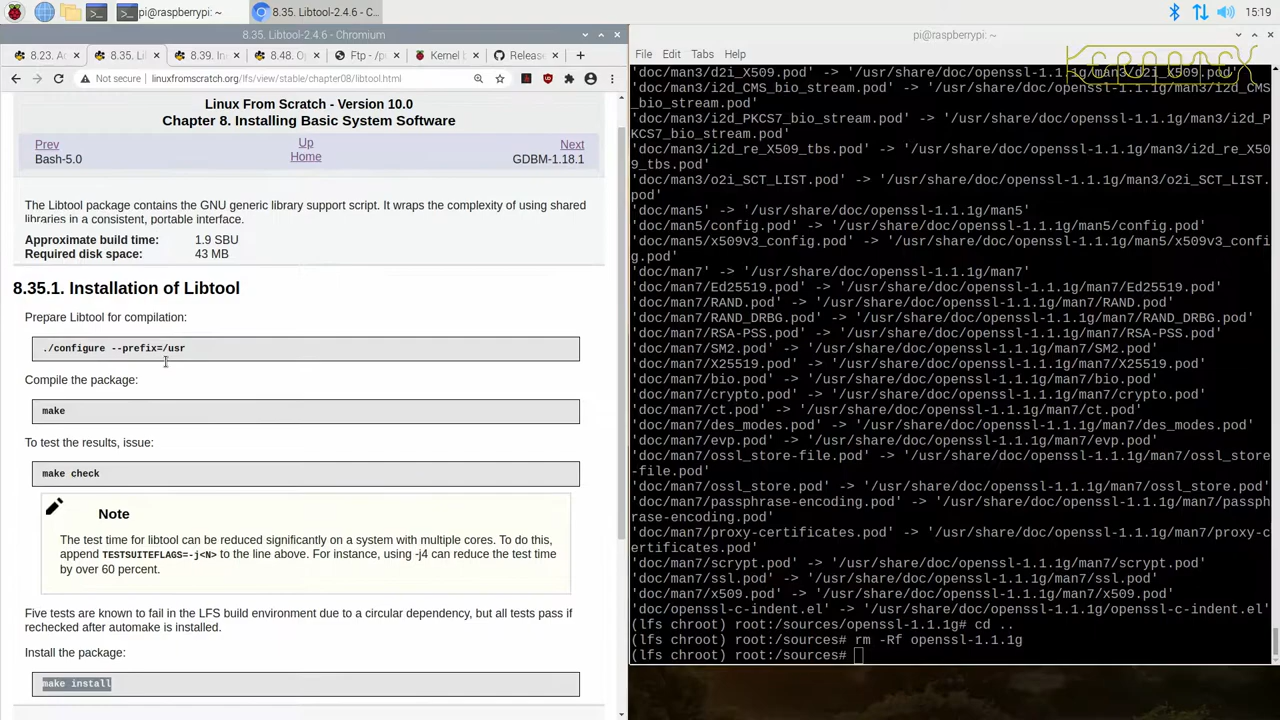 pi@raspberrypi: ~
8.35. Libtool-2.4.6 - C...
15:19
8.35. Libtool-2.4.6 - Chromium
8.23. A
8.35. Li
8.39. In
8.48. O
Ftp - /p
Kernel b
Release
Not secure | linuxfromscratch.org/lfs/view/stable/chapter08/libtool.html
Linux From Scratch - Version 10.0
Chapter 8. Installing Basic System Software
Prev
Up
Next
Bash-5.0
Home
GDBM-1.18.1
The Libtool package contains the GNU generic library support script. It wraps the complexity of using shared
libraries in a consistent, portable interface.
Approximate build time: 1.9 SBU
Required disk space: 43 MB
8.35.1. Installation of Libtool
Prepare Libtool for compilation:
./configure --prefix=/usr
Compile the package:
make
To test the results, issue:
make check
Note
The test time for libtool can be reduced significantly on a system with multiple cores. To do this,
append TESTSUITEFLAGS=-j<N> to the line above. For instance, using -j4 can reduce the test time
by over 60 percent.
Five tests are known to fail in the LFS build environment due to a circular dependency, but all tests pass if
rechecked after automake is installed.
Install the package:
make install
pi@raspberrypi: ~
File Edit Tabs Help
'doc/man3/d2i_X509.pod' -> '/usr/share/doc/openssl-1.1.1g/man3/d2i_X509.pod'
'doc/man3/i2d_CMS_bio_stream.pod' -> '/usr/share/doc/openssl-1.1.1g/man3/i2d_CMS
_bio_stream.pod'
'doc/man3/i2d_PKCS7_bio_stream.pod' -> '/usr/share/doc/openssl-1.1.1g/man3/i2d_P
KCS7_bio_stream.pod'
'doc/man3/i2d_re_X509_tbs.pod' -> '/usr/share/doc/openssl-1.1.1g/man3/i2d_re_X50
9_tbs.pod'
'doc/man3/o2i_SCT_LIST.pod' -> '/usr/share/doc/openssl-1.1.1g/man3/o2i_SCT_LIST.
pod'
'doc/man5' -> '/usr/share/doc/openssl-1.1.1g/man5'
'doc/man5/config.pod' -> '/usr/share/doc/openssl-1.1.1g/man5/config.pod'
'doc/man5/x509v3_config.pod' -> '/usr/share/doc/openssl-1.1.1g/man5/x509v3_confi
g.pod'
'doc/man7' -> '/usr/share/doc/openssl-1.1.1g/man7'
'doc/man7/Ed25519.pod' -> '/usr/share/doc/openssl-1.1.1g/man7/Ed25519.pod'
'doc/man7/RAND.pod' -> '/usr/share/doc/openssl-1.1.1g/man7/RAND.pod'
'doc/man7/RAND_DRBG.pod' -> '/usr/share/doc/openssl-1.1.1g/man7/RAND_DRBG.pod'
'doc/man7/RSA-PSS.pod' -> '/usr/share/doc/openssl-1.1.1g/man7/RSA-PSS.pod'
'doc/man7/SM2.pod' -> '/usr/share/doc/openssl-1.1.1g/man7/SM2.pod'
'doc/man7/X25519.pod' -> '/usr/share/doc/openssl-1.1.1g/man7/X25519.pod'
'doc/man7/bio.pod' -> '/usr/share/doc/openssl-1.1.1g/man7/bio.pod'
'doc/man7/crypto.pod' -> '/usr/share/doc/openssl-1.1.1g/man7/crypto.pod'
'doc/man7/ct.pod' -> '/usr/share/doc/openssl-1.1.1g/man7/ct.pod'
'doc/man7/des_modes.pod' -> '/usr/share/doc/openssl-1.1.1g/man7/des_modes.pod'
'doc/man7/evp.pod' -> '/usr/share/doc/openssl-1.1.1g/man7/evp.pod'
'doc/man7/ossl_store-file.pod' -> '/usr/share/doc/openssl-1.1.1g/man7/ossl_store
-file.pod'
'doc/man7/ossl_store.pod' -> '/usr/share/doc/openssl-1.1.1g/man7/ossl_store.pod'
'doc/man7/passphrase-encoding.pod' -> '/usr/share/doc/openssl-1.1.1g/man7/passph
rase-encoding.pod'
'doc/man7/proxy-certificates.pod' -> '/usr/share/doc/openssl-1.1.1g/man7/proxy-c
ertificates.pod'
'doc/man7/scrypt.pod' -> '/usr/share/doc/openssl-1.1.1g/man7/scrypt.pod'
'doc/man7/ssl.pod' -> '/usr/share/doc/openssl-1.1.1g/man7/ssl.pod'
'doc/man7/x509.pod' -> '/usr/share/doc/openssl-1.1.1g/man7/x509.pod'
'doc/openssl-c-indent.el' -> '/usr/share/doc/openssl-1.1.1g/openssl-c-indent.el'
(lfs chroot) root:/sources/openssl-1.1.1g# cd ..
(lfs chroot) root:/sources# rm -Rf openssl-1.1.1g
(lfs chroot) root:/sources#